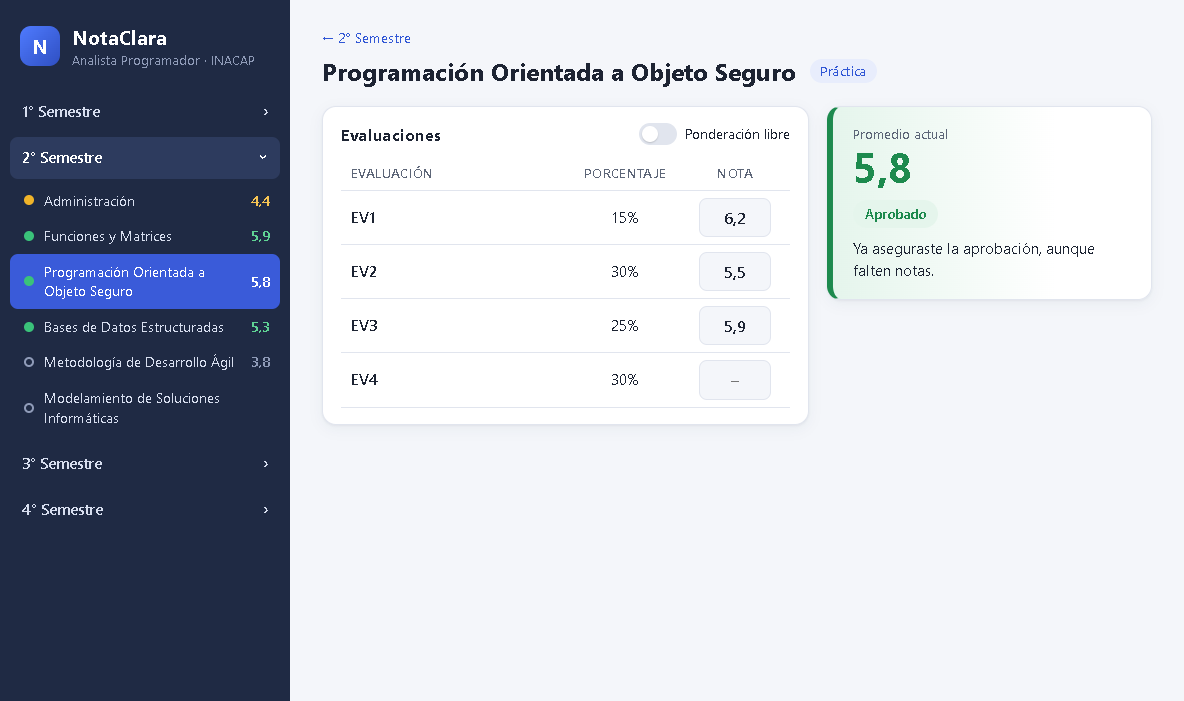 N
NotaClara
Analista Programador · INACAP
1° Semestre ›
2° Semestre
Administración 4,4
Funciones y Matrices 5,9
Programación Orientada a
Objeto Seguro 5,8
Bases de Datos Estructuradas 5,3
Metodología de Desarrollo Ágil 3,8
Modelamiento de Soluciones
Informáticas
3° Semestre ›
4° Semestre ›
← 2° Semestre
Programación Orientada a Objeto Seguro Práctica
Evaluaciones Ponderación libre
EVALUACIÓN PORCENTAJE NOTA
EV1 15% 6,2
EV2 30% 5,5
EV3 25% 5,9
EV4 30% –
Promedio actual
5,8
Aprobado
Ya aseguraste la aprobación, aunque
falten notas.